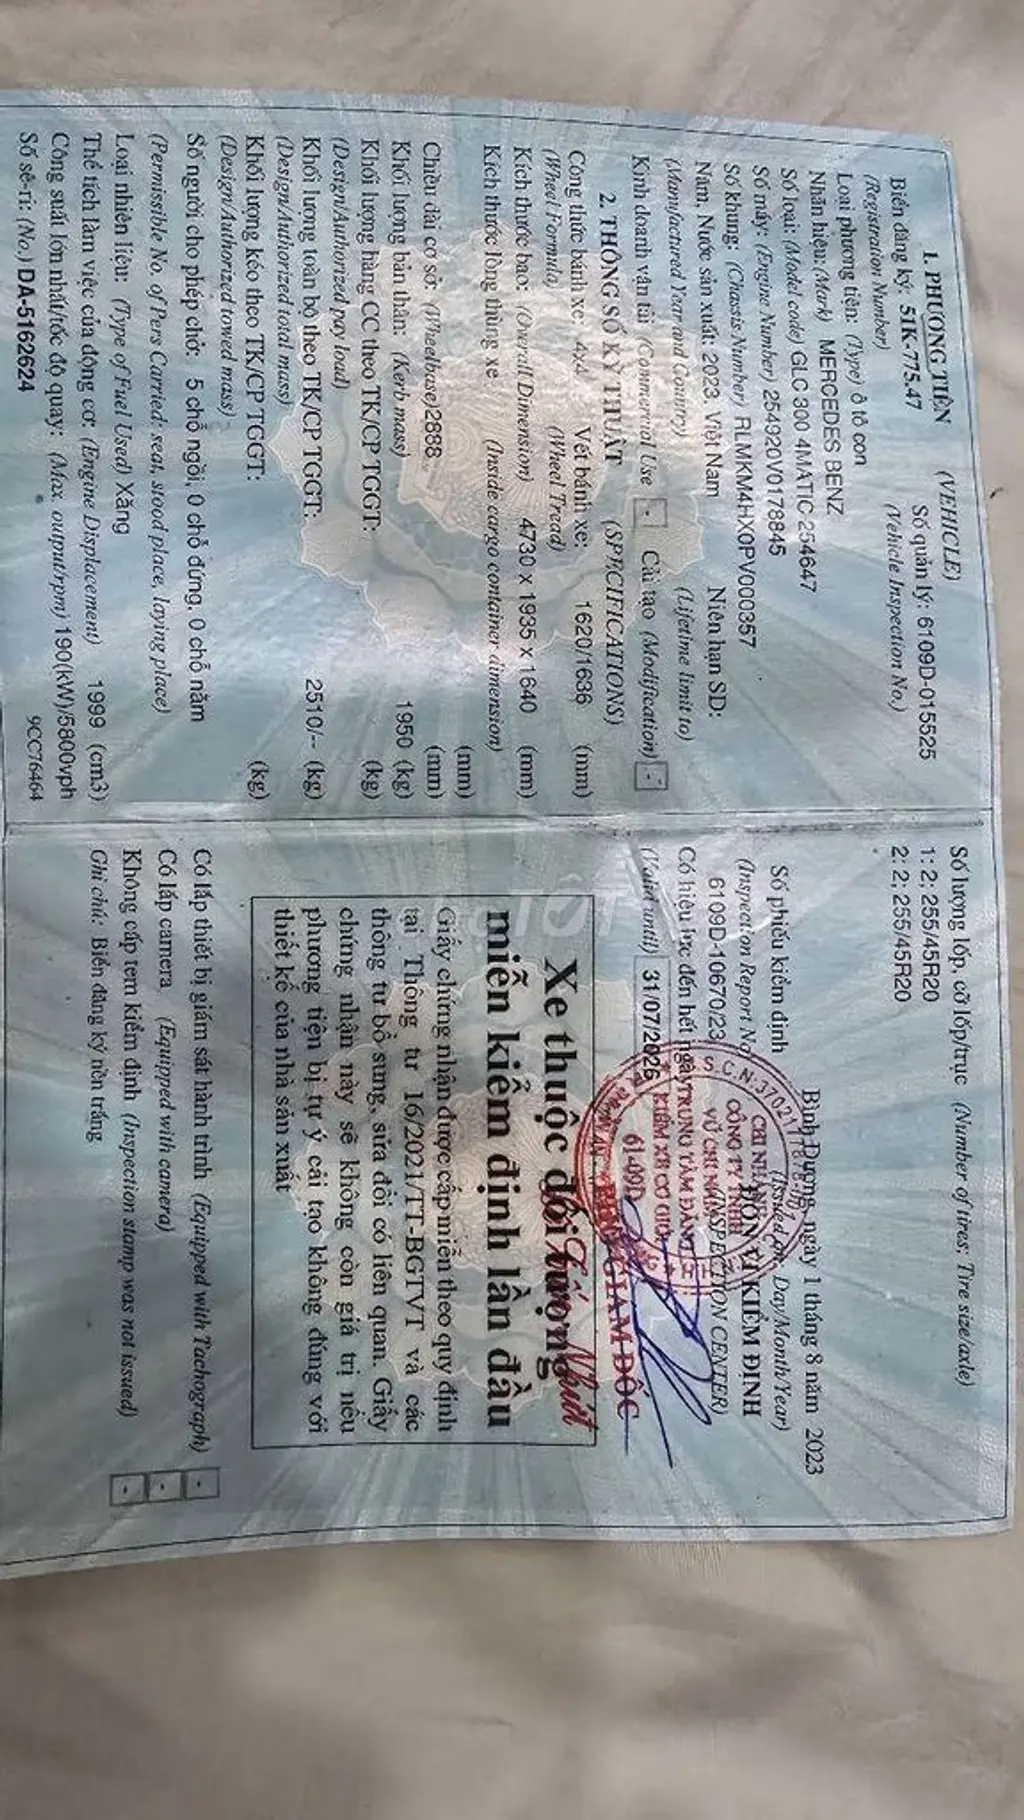 1. PHƯƠNG TIỆN (VEHICLE)
Biển đăng ký: 51K-775.47 Số quản lý: 6109D-015525
(Registration Number) (Vehicle Inspection No.)
Loại phương tiện: (Type) ô tô con
Nhãn hiệu: (Mark) MERCEDES BENZ
Số loại: (Model code) GLC 300 4MATIC 254647
Số máy: (Engine Number) 254920V0178845
Số khung: (Chassis Number) RLMKM4HX0PV000357
Năm, Nước sản xuất: 2023, Việt Nam Niên hạn SD:
(Manufactured Year and Country) (Lifetime limit to)
Kinh doanh vận tải (Commercial Use) - Cải tạo (Modification) -
2. THÔNG SỐ KỸ THUẬT (SPECIFICATIONS)
Công thức bánh xe: 4x4 Vết bánh xe: 1620/1636 (mm)
(Wheel Formula) (Wheel Tread)
Kích thước bao: (Overall Dimension) 4730 x 1935 x 1640 (mm)
Kích thước lòng thùng xe (Inside cargo container dimension)
(mm)
Chiều dài cơ sở: (Wheelbase) 2888 (mm)
Khối lượng bản thân: (Kerb mass) 1950 (kg)
Khối lượng hàng CC theo TK/CP TGGT: (kg)
(Design/Authorized pay load)
Khối lượng toàn bộ theo TK/CP TGGT: 2510/-- (kg)
(Design/Authorized total mass)
Khối lượng kéo theo TK/CP TGGT: (kg)
(Design/Authorized towed mass)
Số người cho phép chở: 5 chỗ ngồi, 0 chỗ đứng, 0 chỗ nằm
(Permissible No. of Pers Carried: seat, stood place, laying place)
Loại nhiên liệu: (Type of Fuel Used) Xăng
Thể tích làm việc của động cơ: (Engine Displacement) 1999 (cm3)
Công suất lớn nhất/tốc độ quay: (Max. output/rpm) 190(kW)/5800vph
Số sê-ri: (No.) DA-5162624 9CC76464
Số lượng lốp, cỡ lốp/trục (Number of tires; Tire size/axle)
1: 2; 255/45R20
2: 2; 255/45R20
Bình Dương, ngày 1 tháng 8 năm 2023
(Issued on: Day/Month/Year)
Số phiếu kiểm định ĐƠN VỊ KIỂM ĐỊNH
(Inspection Report No) (INSPECTION CENTER)
6109D-10670/23
Có hiệu lực đến hết ngày
(Valid until) 31/07/2026
CHI NHÁNH
CÔNG TY TNHH
TRUNG TÂM ĐĂNG
KIỂM XE CƠ GIỚI
61-09D
GIÁM ĐỐC
Xe thuộc đối tượng
miễn kiểm định lần đầu
Giấy chứng nhận được cấp miễn theo quy định
tại Thông tư 16/2021/TT-BGTVT và các
thông tư bổ sung, sửa đổi có liên quan. Giấy
chứng nhận này sẽ không còn giá trị nếu
phương tiện bị tự ý cải tạo không đúng với
thiết kế của nhà sản xuất
Có lắp thiết bị giám sát hành trình (Equipped with Tachograph) -
Có lắp camera (Equipped with camera) -
Không cấp tem kiểm định (Inspection stamp was not issued) -
Ghi chú: Biển đăng ký nền trắng